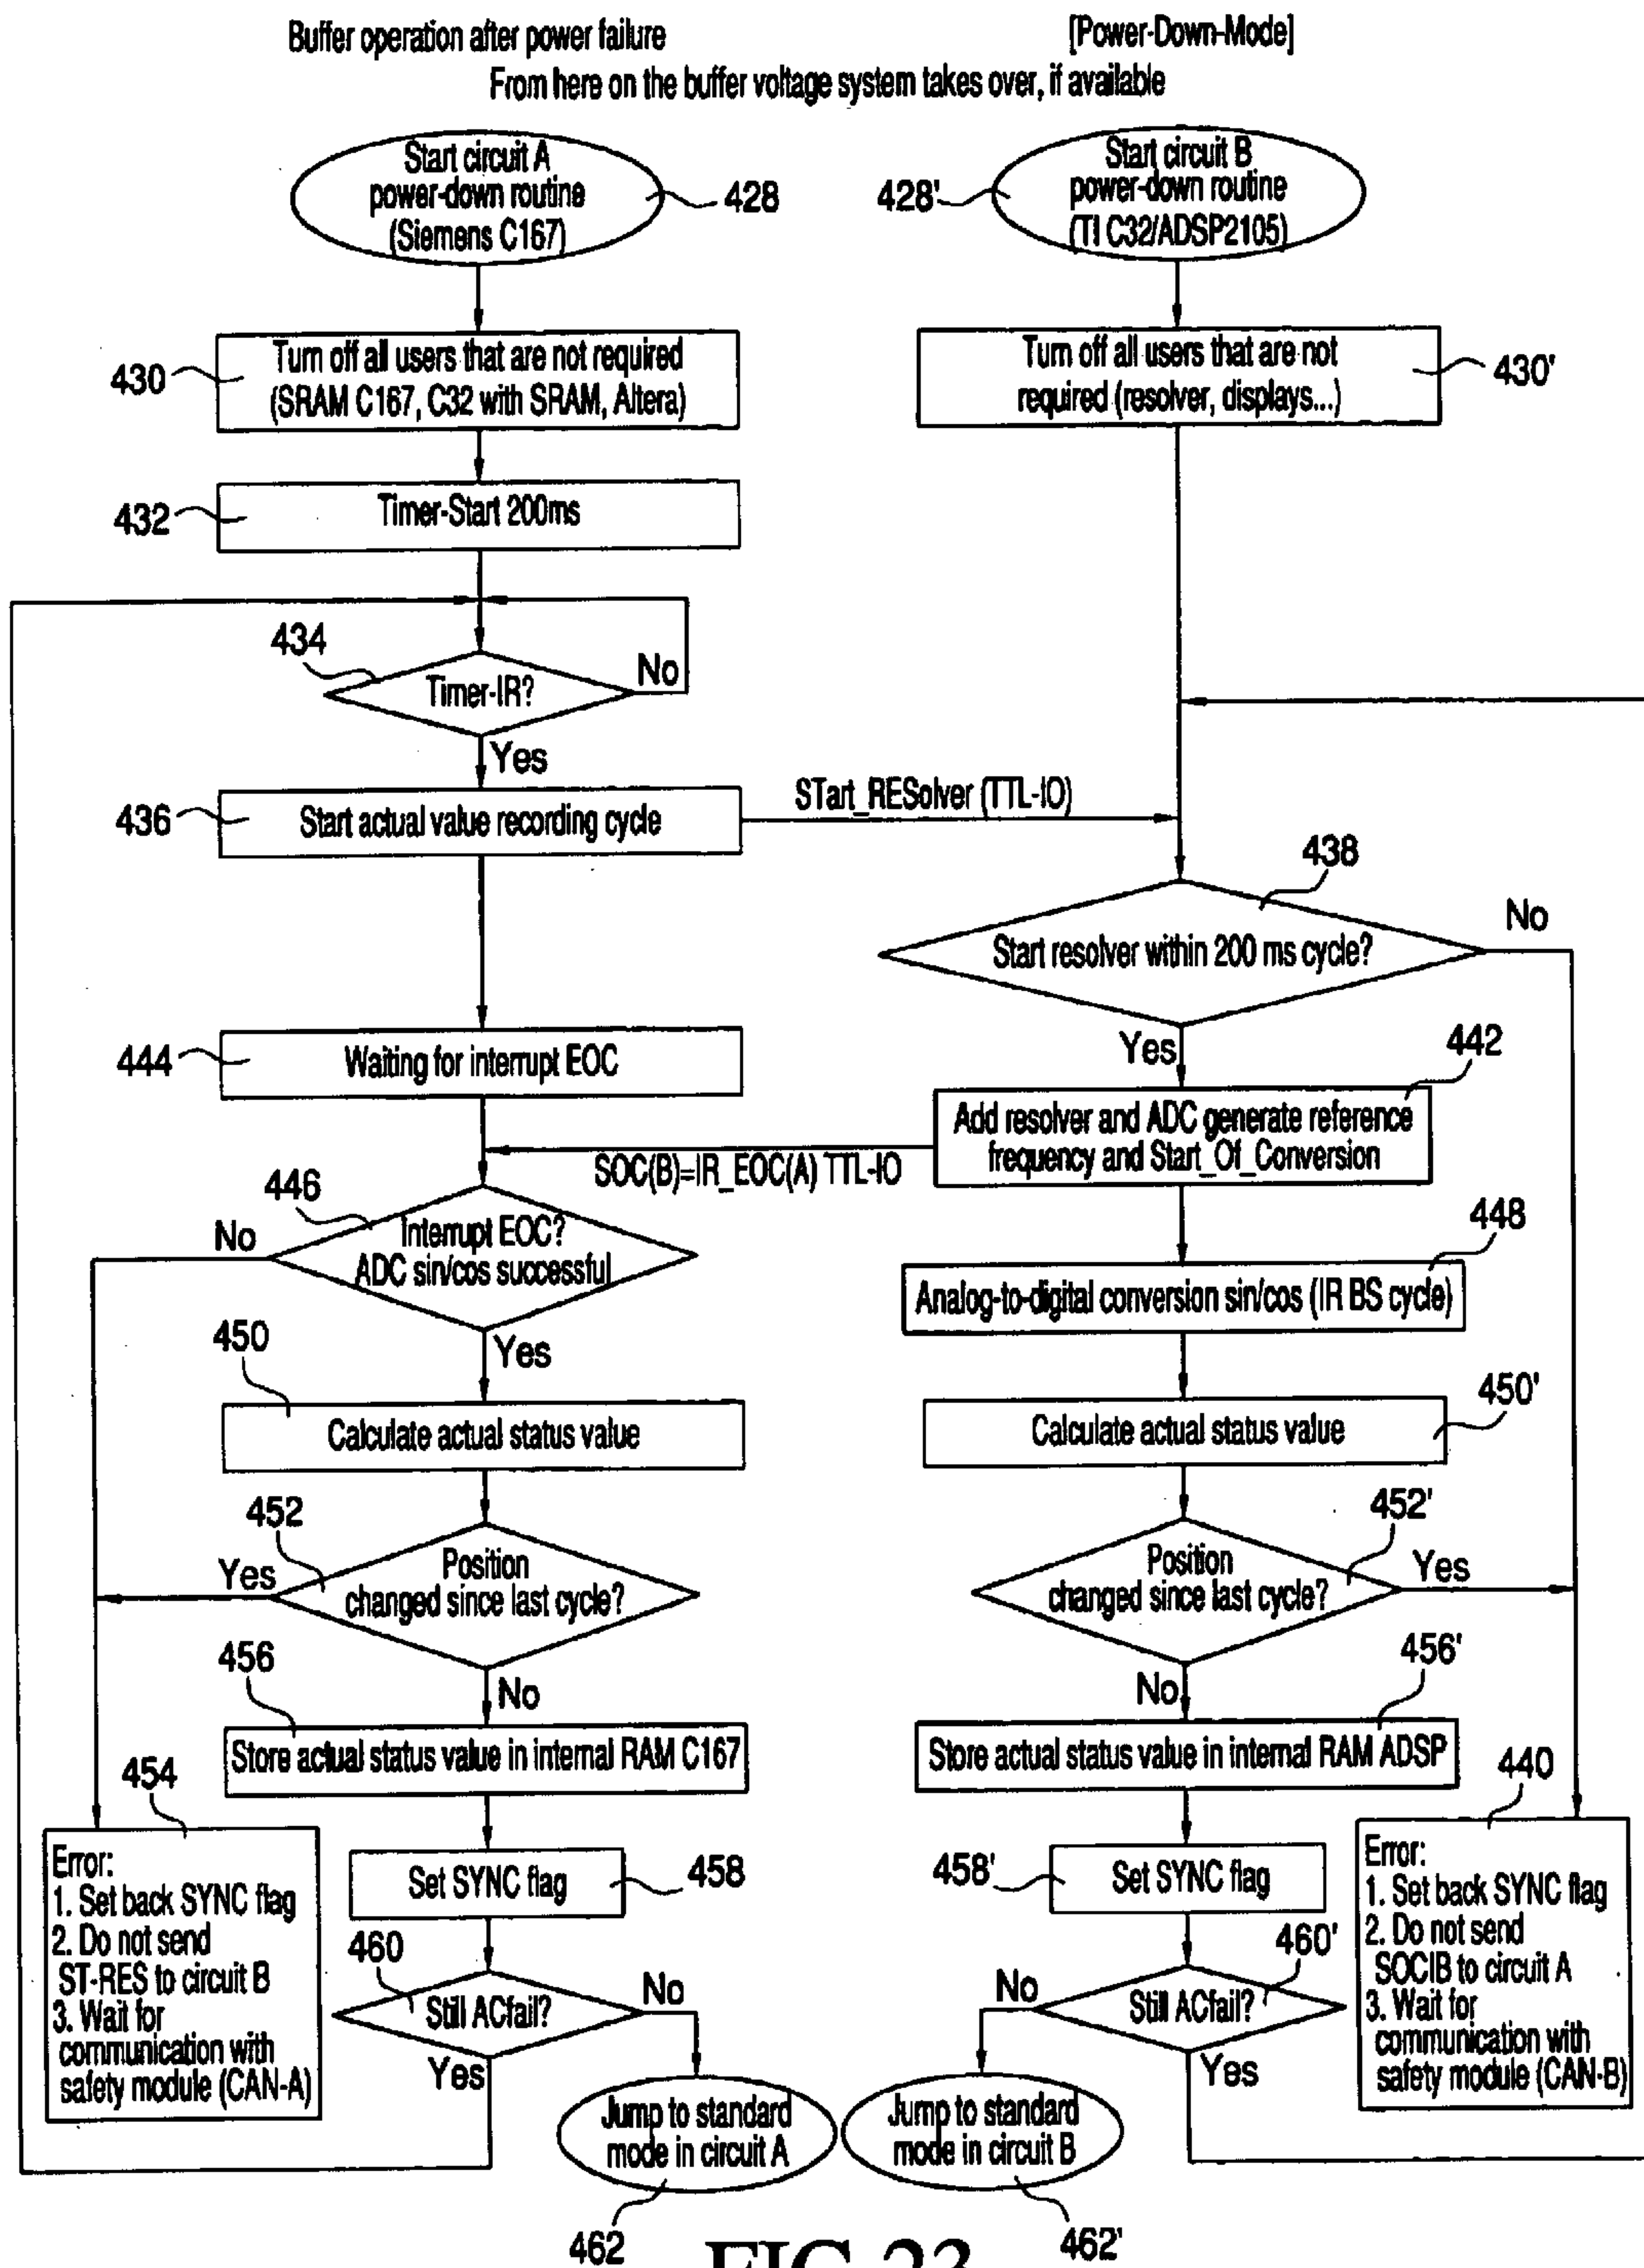 Buffer operation after power failure
[Power-Down-Mode]
From here on the buffer voltage system takes over, if available
Start circuit A
power-down routine
(Siemens C167)
428
428'
Start circuit B
power-down routine
(TI C32/ADSP2105)
430
Turn off all users that are not required
(SRAM C167, C32 with SRAM, Altera)
Turn off all users that are not
required (resolver, displays...)
430'
432
Timer-Start 200ms
434
Timer-IR?
No
Yes
436
Start actual value recording cycle
STart_RESolver (TTL-IO)
438
Start resolver within 200 ms cycle?
No
Yes
444
Waiting for interrupt EOC
442
Add resolver and ADC generate reference
frequency and Start_Of_Conversion
SOC(B)=IR_EOC(A) TTL-IO
446
Interrupt EOC?
ADC sin/cos successful
No
Yes
448
Analog-to-digital conversion sin/cos (IR BS cycle)
450
Calculate actual status value
450'
Calculate actual status value
452
Position
changed since last cycle?
Yes
No
452'
Position
changed since last cycle?
Yes
No
456
Store actual status value in internal RAM C167
456'
Store actual status value in internal RAM ADSP
454
Error:
1. Set back SYNC flag
2. Do not send
ST-RES to circuit B
3. Wait for
communication with
safety module (CAN-A)
Set SYNC flag
458
458'
Set SYNC flag
440
Error:
1. Set back SYNC flag
2. Do not send
SOCIB to circuit A
3. Wait for
communication with
safety module (CAN-B)
460
Still ACfail?
No
Yes
460'
Still ACfail?
No
Yes
Jump to standard
mode in circuit A
462
Jump to standard
mode in circuit B
462'
FIG.23